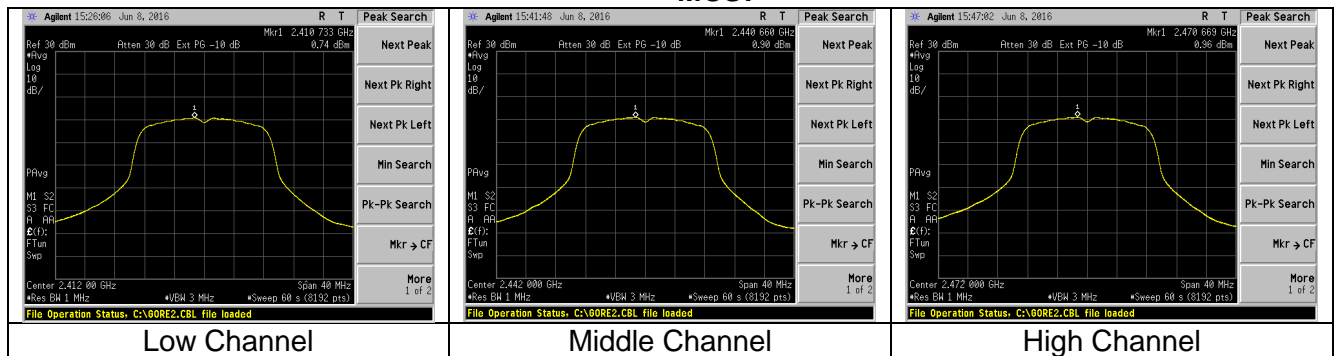 Agilent 15:26:06 Jun 8, 2016 R T Peak Search
Mkr1 2.410 733 GHz
Ref 30 dBm Atten 30 dB Ext PG -10 dB 0.74 dBm
#Avg
Log
10
dB/
1
PAvg
M1 S2
S3 FC
A AA
£(f):
FTun
Swp
Center 2.412 00 GHz Span 40 MHz
#Res BW 1 MHz #VBW 3 MHz #Sweep 60 s (8192 pts)
File Operation Status, C:\GORE2.CBL file loaded
Next Peak
Next Pk Right
Next Pk Left
Min Search
Pk-Pk Search
Mkr → CF
More
1 of 2
Low Channel
Agilent 15:41:48 Jun 8, 2016 R T Peak Search
Mkr1 2.440 660 GHz
Ref 30 dBm Atten 30 dB Ext PG -10 dB 0.90 dBm
#Avg
Log
10
dB/
1
PAvg
M1 S2
S3 FC
A AA
£(f):
FTun
Swp
Center 2.442 000 GHz Span 40 MHz
#Res BW 1 MHz #VBW 3 MHz #Sweep 60 s (8192 pts)
File Operation Status, C:\GORE2.CBL file loaded
Next Peak
Next Pk Right
Next Pk Left
Min Search
Pk-Pk Search
Mkr → CF
More
1 of 2
Middle Channel
Agilent 15:47:02 Jun 8, 2016 R T Peak Search
Mkr1 2.470 669 GHz
Ref 30 dBm Atten 30 dB Ext PG -10 dB 0.96 dBm
#Avg
Log
10
dB/
1
PAvg
M1 S2
S3 FC
A AA
£(f):
FTun
Swp
Center 2.472 000 GHz Span 40 MHz
#Res BW 1 MHz #VBW 3 MHz #Sweep 60 s (8192 pts)
File Operation Status, C:\GORE2.CBL file loaded
Next Peak
Next Pk Right
Next Pk Left
Min Search
Pk-Pk Search
Mkr → CF
More
1 of 2
High Channel